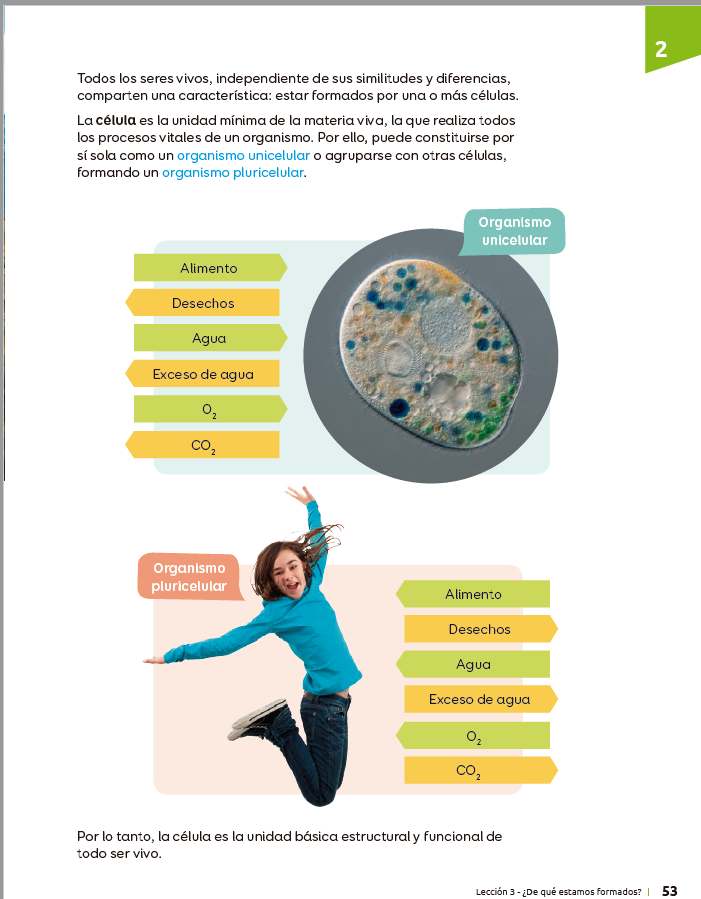 2
Todos los seres vivos, independiente de sus similitudes y diferencias,
comparten una característica: estar formados por una o más células.
La célula es la unidad mínima de la materia viva, la que realiza todos
los procesos vitales de un organismo. Por ello, puede constituirse por
sí sola como un organismo unicelular o agruparse con otras células,
formando un organismo pluricelular.
Organismo
unicelular
Alimento
Desechos
Agua
Exceso de agua
O₂
CO₂
Organismo
pluricelular
Alimento
Desechos
Agua
Exceso de agua
O₂
CO₂
Por lo tanto, la célula es la unidad básica estructural y funcional de
todo ser vivo.
Lección 3 - ¿De qué estamos formados? | 53